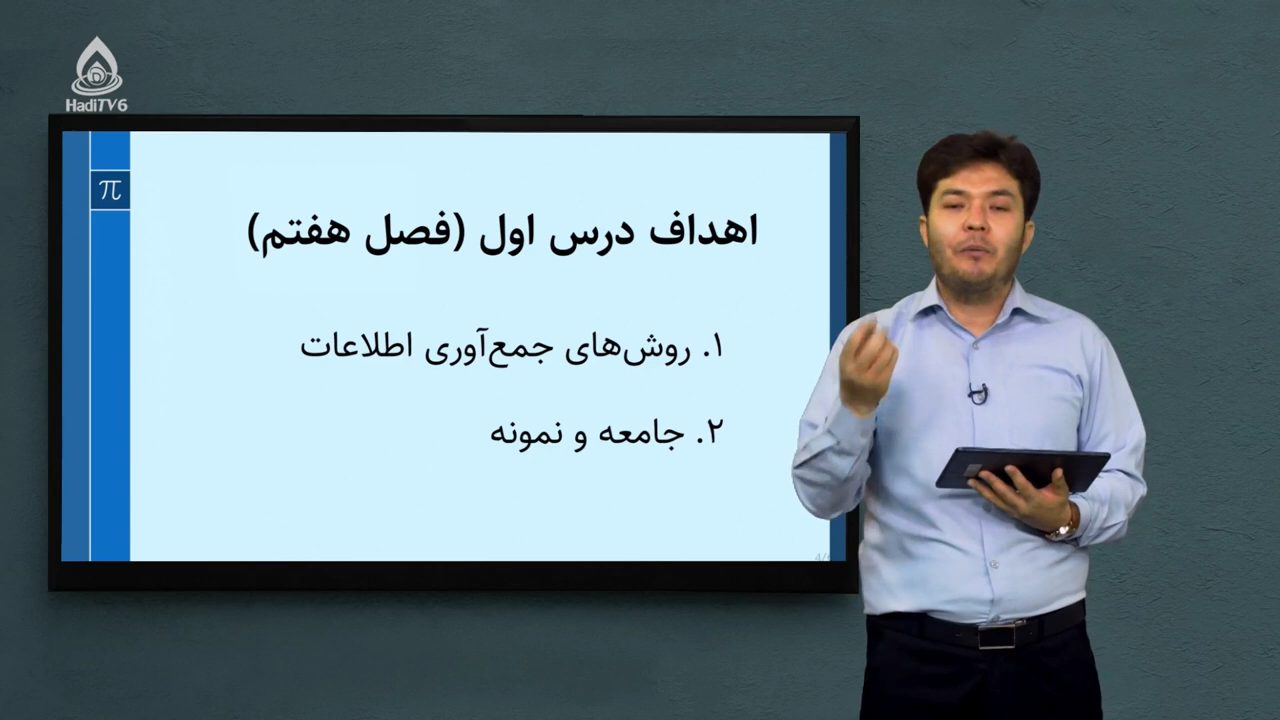 HadiTV6
π
اهداف درس اول (فصل هفتم)
۱. روش‌های جمع‌آوری اطلاعات
۲. جامعه و نمونه